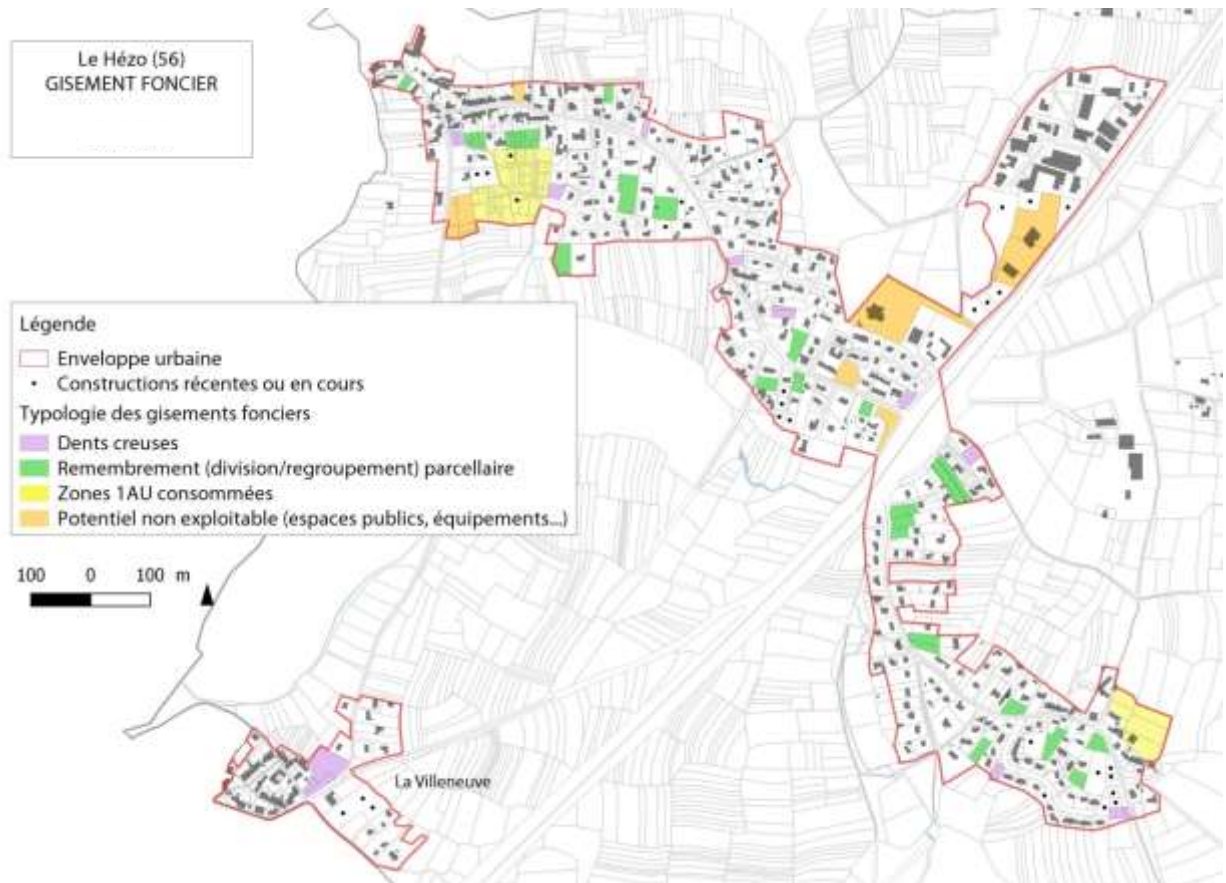 Le Hézo (56)
GISEMENT FONCIER
Légende
Enveloppe urbaine
Constructions récentes ou en cours
Typologie des gisements fonciers
Dents creuses
Remembrement (division/regroupement) parcellaire
Zones 1AU consommées
Potentiel non exploitable (espaces publics, équipements...)
100 0 100 m
La Villeneuve